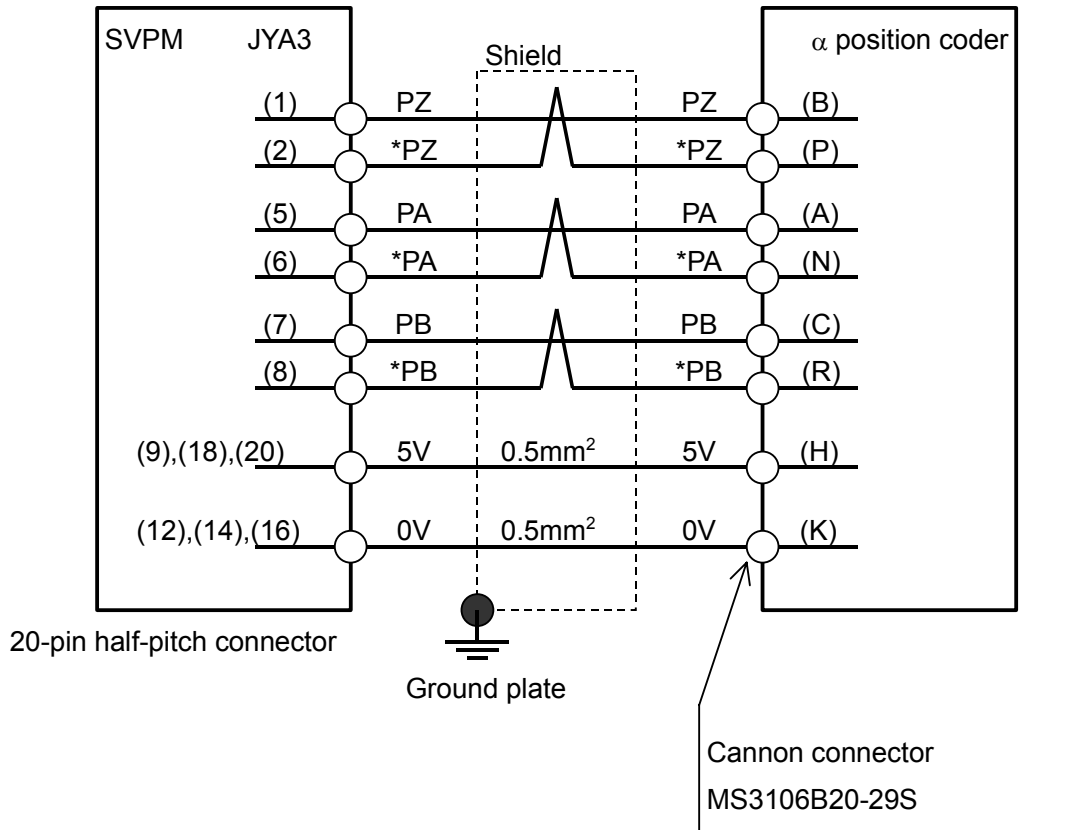 SVPM JYA3 α position coder
Shield
(1) PZ PZ (B)
(2) *PZ *PZ (P)
(5) PA PA (A)
(6) *PA *PA (N)
(7) PB PB (C)
(8) *PB *PB (R)
(9),(18),(20) 5V 0.5mm² 5V (H)
(12),(14),(16) 0V 0.5mm² 0V (K)
20-pin half-pitch connector
Ground plate
Cannon connector
MS3106B20-29S